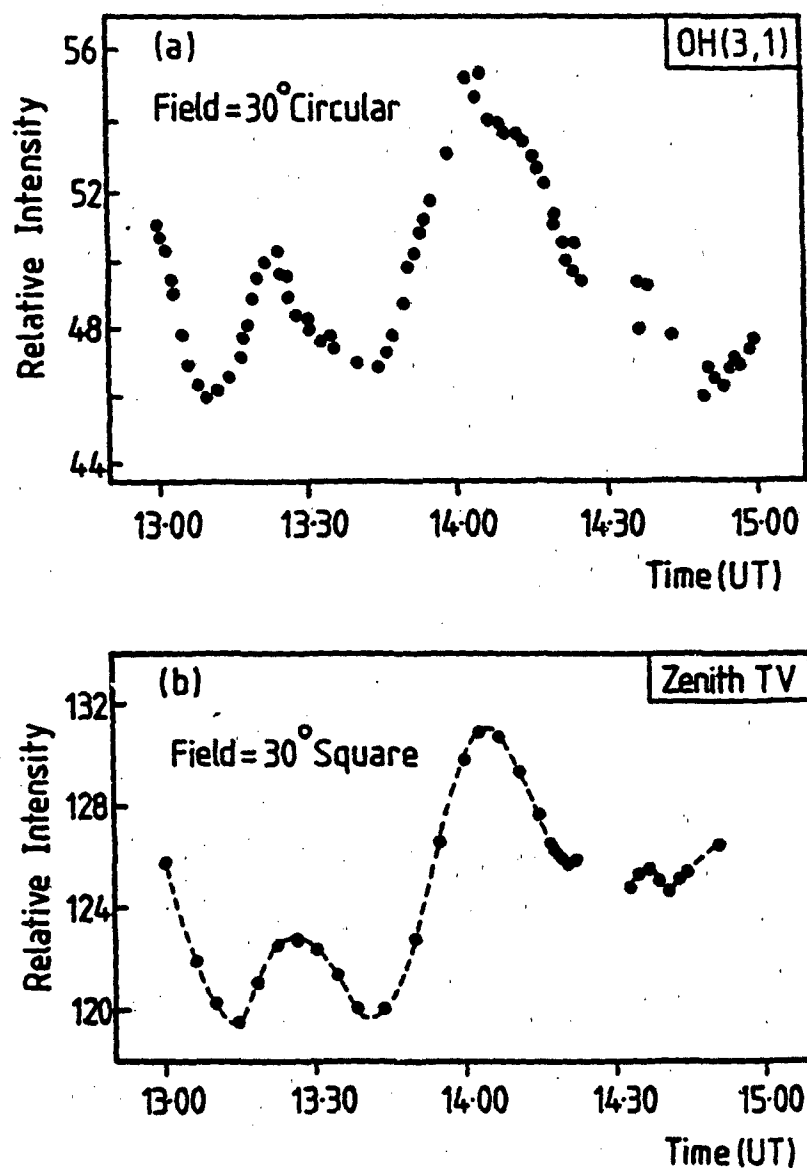 (a)
OH(3,1)
Field = 30° Circular
Relative Intensity
56
52
48
44
13·00
13·30
14·00
14·30
15·00
Time (UT)
(b)
Zenith TV
Field = 30° Square
Relative Intensity
132
128
124
120
13·00
13·30
14·00
14·30
15·00
Time (UT)